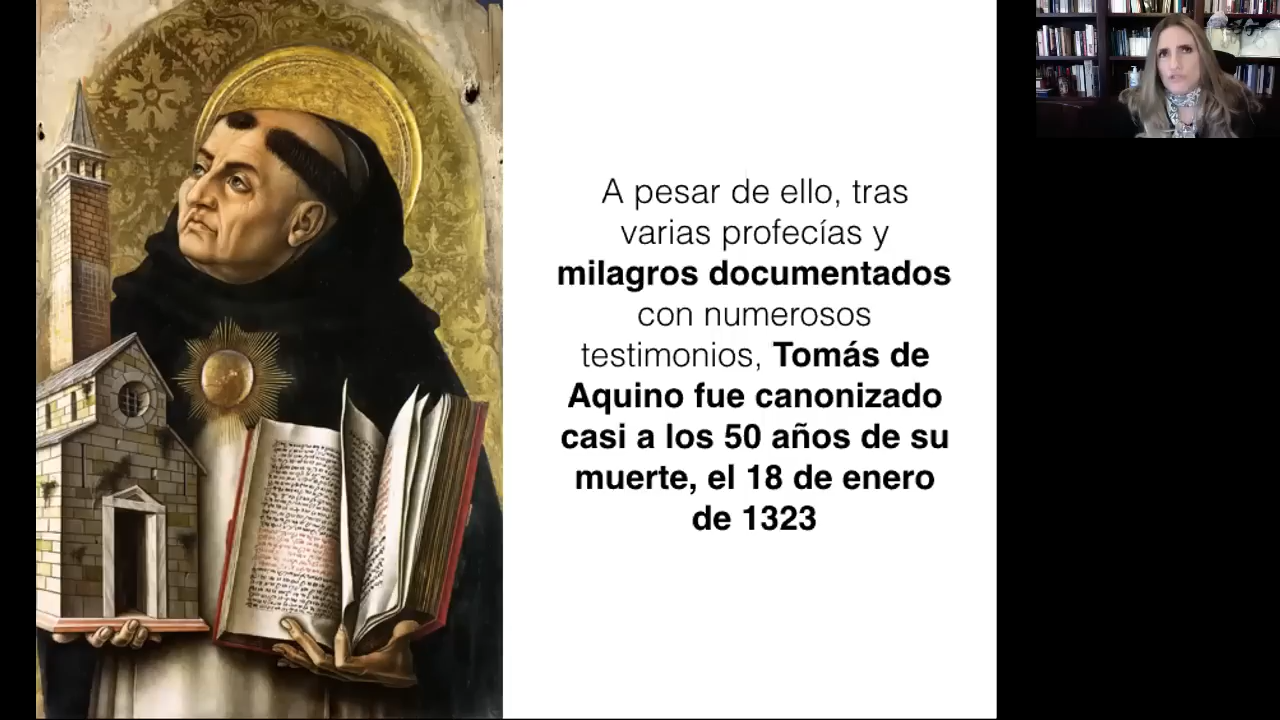 A pesar de ello, tras
varias profecías y
milagros documentados
con numerosos
testimonios, Tomás de
Aquino fue canonizado
casi a los 50 años de su
muerte, el 18 de enero
de 1323